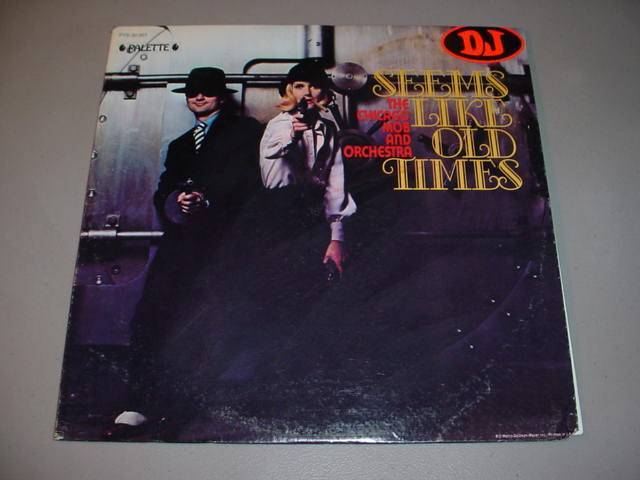 PALETTE
DJ
SEEMS
LIKE
OLD
TIMES
THE
CHICAGO
MOB
AND
ORCHESTRA